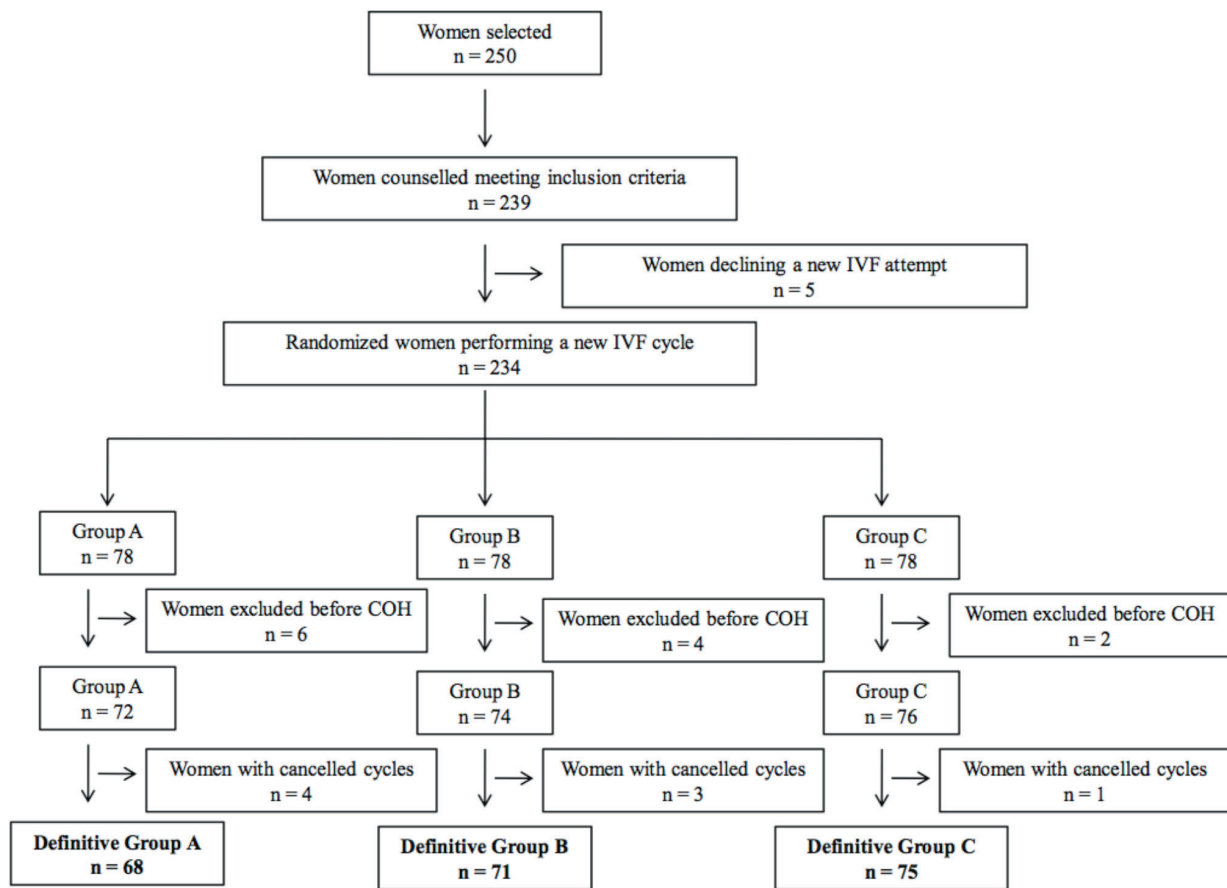 Women selected
n = 250
Women counselled meeting inclusion criteria
n = 239
Women declining a new IVF attempt
n = 5
Randomized women performing a new IVF cycle
n = 234
Group A
n = 78
Group B
n = 78
Group C
n = 78
Women excluded before COH
n = 6
Women excluded before COH
n = 4
Women excluded before COH
n = 2
Group A
n = 72
Group B
n = 74
Group C
n = 76
Women with cancelled cycles
n = 4
Women with cancelled cycles
n = 3
Women with cancelled cycles
n = 1
Definitive Group A
n = 68
Definitive Group B
n = 71
Definitive Group C
n = 75